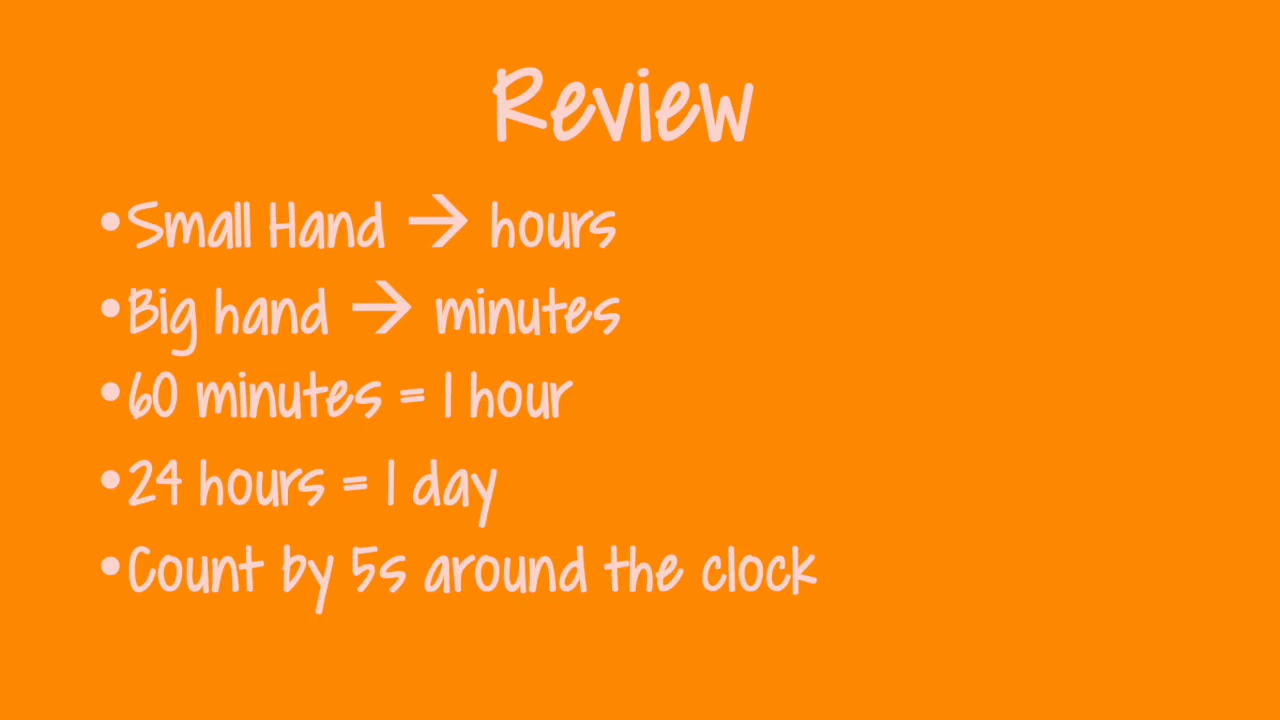 Review
•Small Hand → hours
•Big hand → minutes
•60 minutes = 1 hour
•24 hours = 1 day
•Count by 5s around the clock